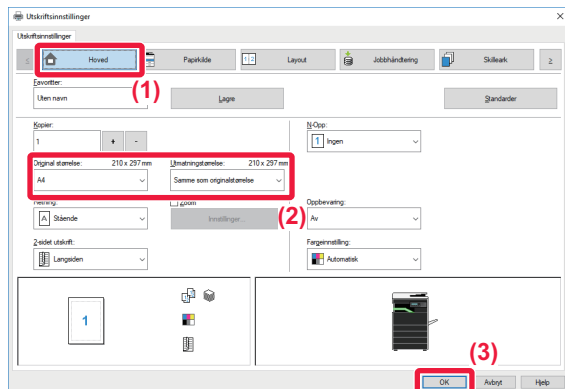 Utskriftsinnstillinger
Utskriftsinnstillinger
Hoved
Papirkilde
Layout
Jobbhåndtering
Skilleark
Favoritter:
Uten navn
(1)
Lagre
Standarder
Kopier:
1
+ -
N-Opp:
1 Ingen
Original størrelse: 210 x 297 mm
A4
Utmatningstørrelse: 210 x 297 mm
Samme som originalstørrelse
Retning:
A Stående
Zoom
Innstillinger...
(2)
Oppbevaring:
Av
2-sidet utskrift:
Langsiden
Fargeinnstilling:
Automatisk
1
(3)
OK Avbryt Hjelp